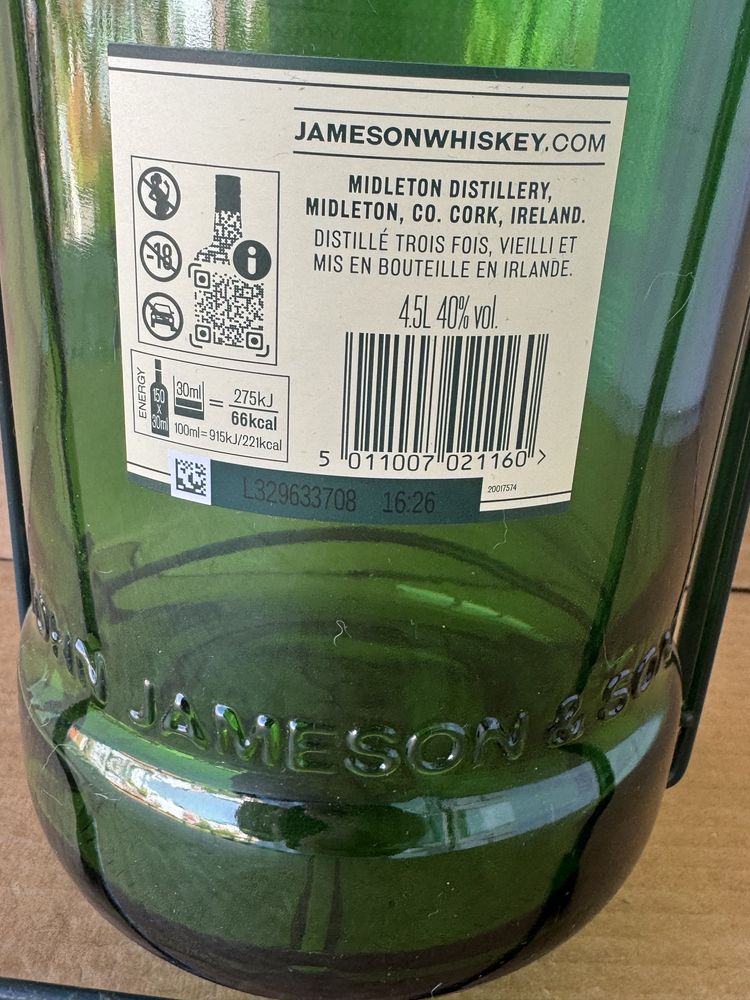 JAMESONWHISKEY.COM
MIDLETON DISTILLERY,
MIDLETON, CO. CORK, IRELAND.
DISTILLÉ TROIS FOIS, VIEILLI ET
MIS EN BOUTEILLE EN IRLANDE.
4.5L 40% vol.
-18
i
ENERGY
150
X
30ml
30ml
=
275kJ
66kcal
100ml=915kJ/221kcal
5 011007 021160 >
L329633708 16:26
20017574
JOHN JAMESON & SON